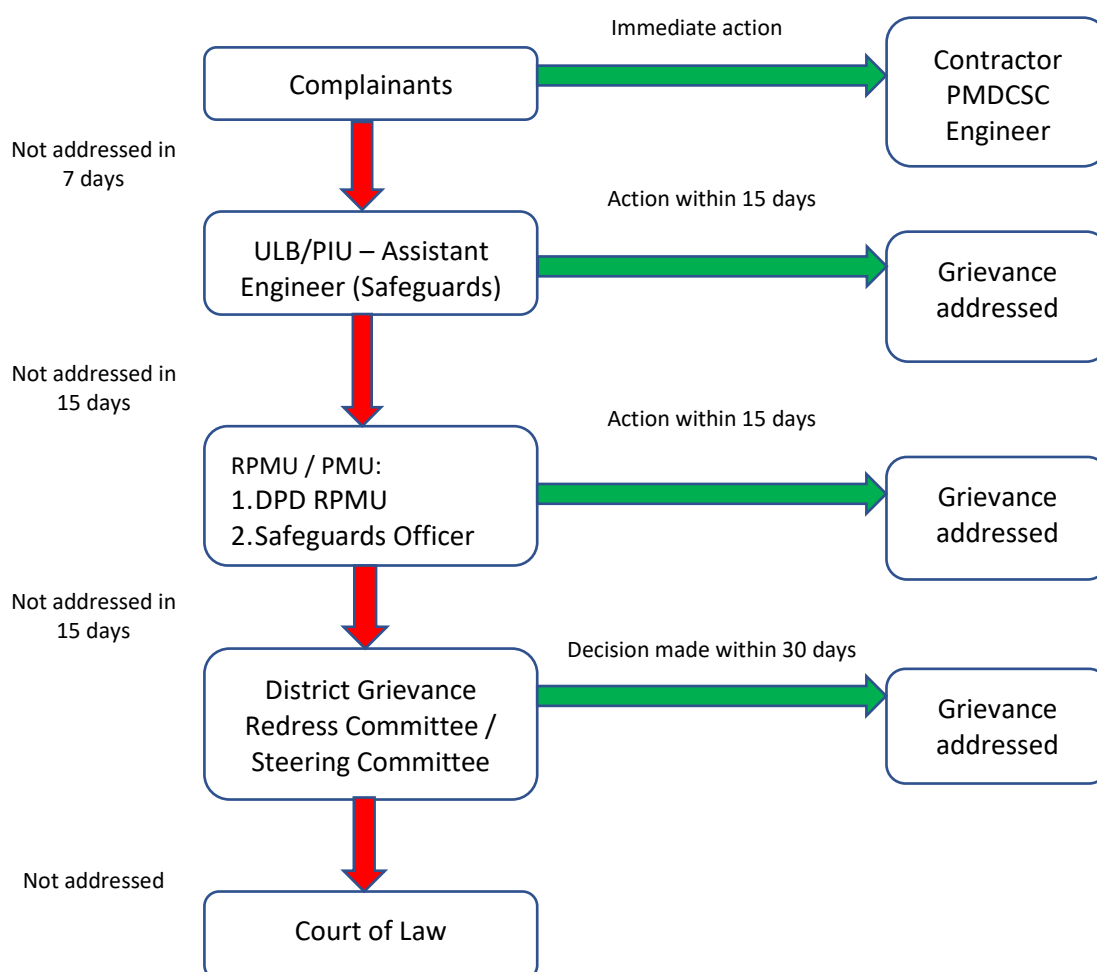 Immediate action
Complainants
Contractor
PMDCSC
Engineer
Not addressed in
7 days
Action within 15 days
ULB/PIU – Assistant
Engineer (Safeguards)
Grievance
addressed
Not addressed in
15 days
Action within 15 days
RPMU / PMU:
1.DPD RPMU
2.Safeguards Officer
Grievance
addressed
Not addressed in
15 days
Decision made within 30 days
District Grievance
Redress Committee /
Steering Committee
Grievance
addressed
Not addressed
Court of Law